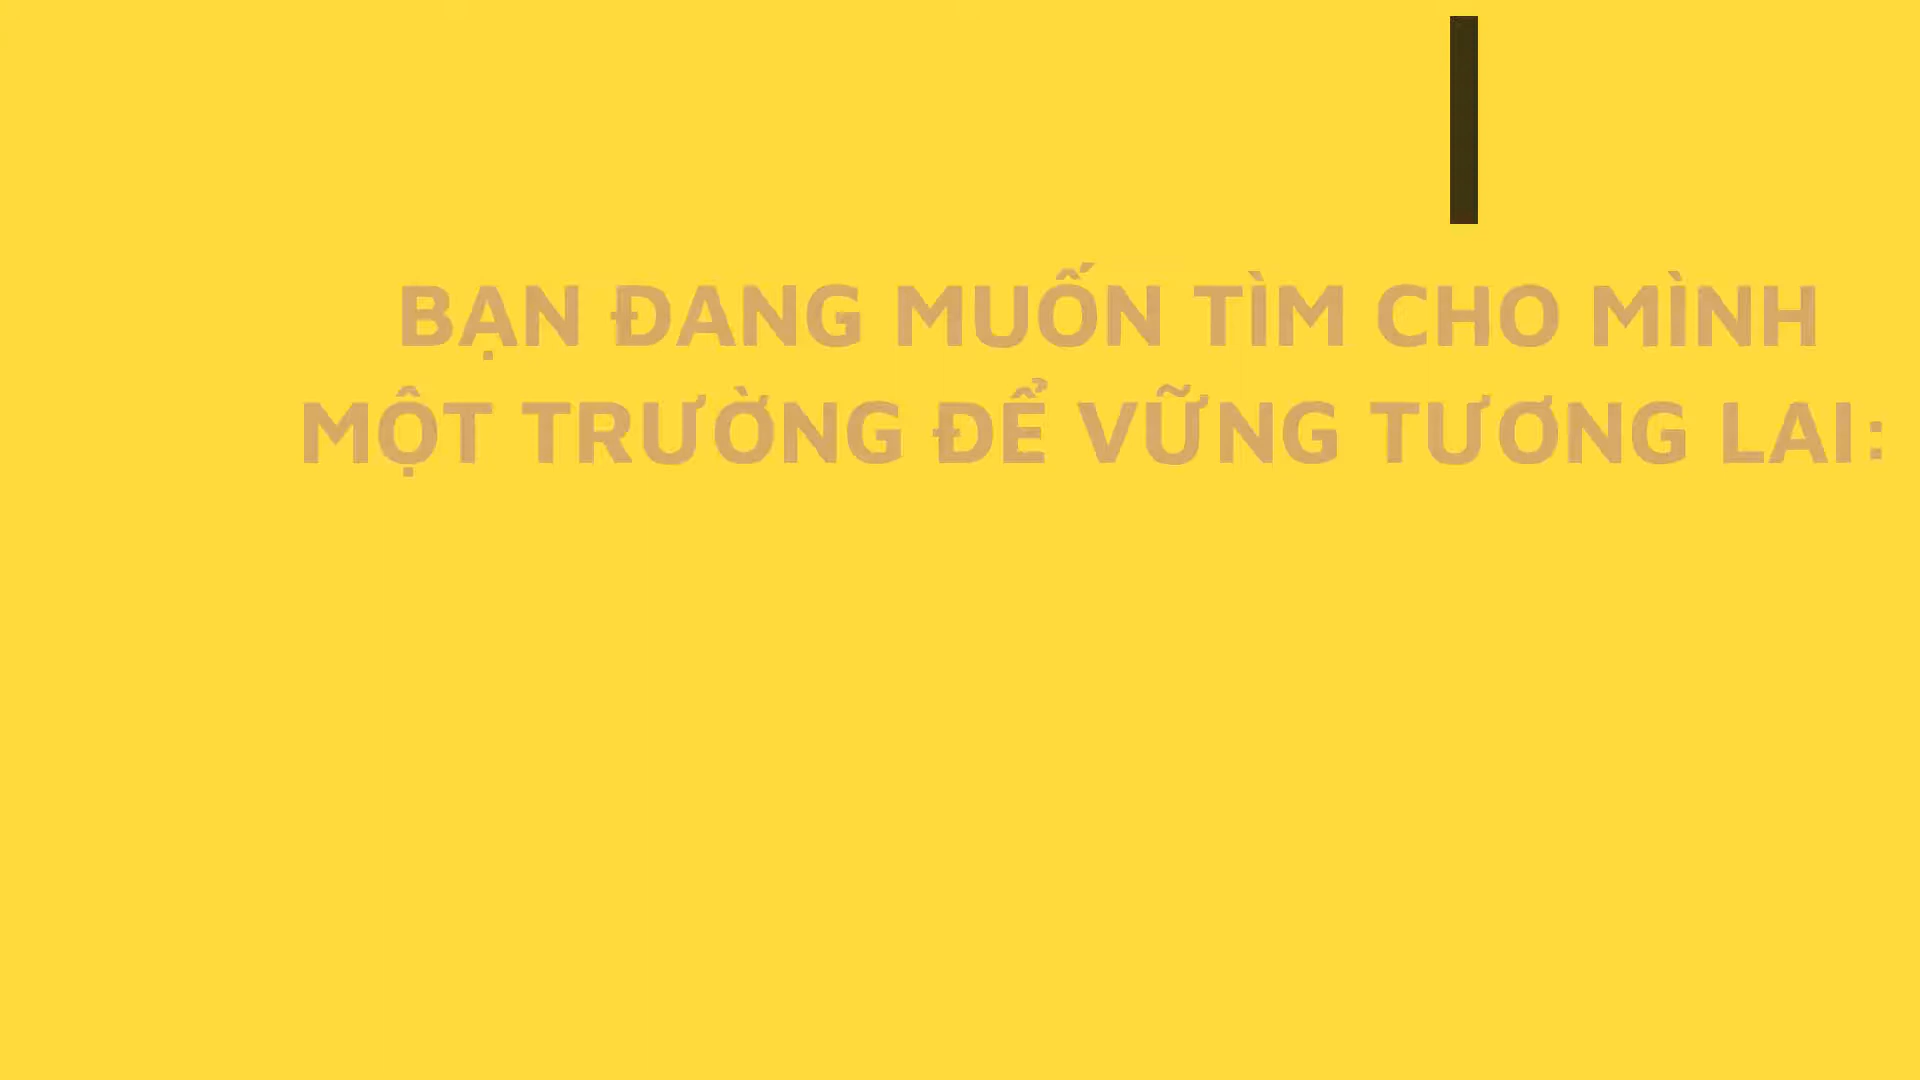 BẠN ĐANG MUỐN TÌM CHO MÌNH
MỘT TRƯỜNG ĐỂ VỮNG TƯƠNG LAI: